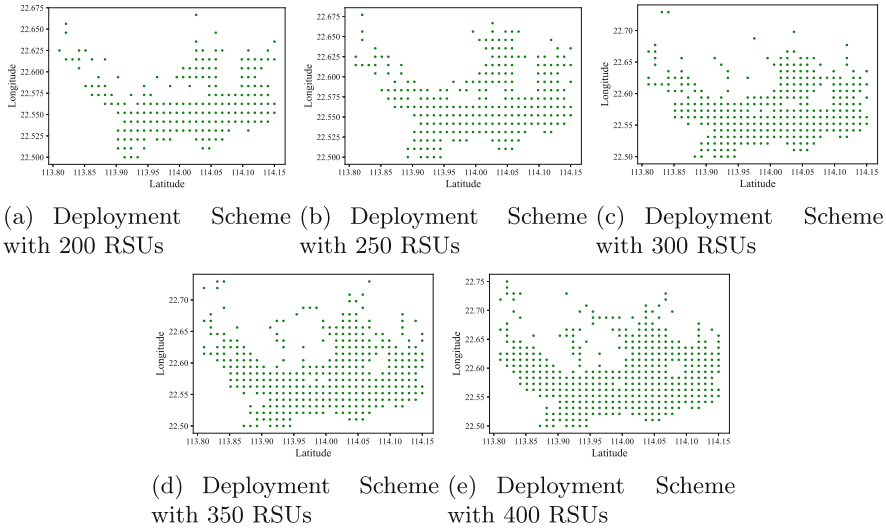 22.675
22.650
22.625
22.600
22.575
22.550
22.525
22.500
Longitude
113.80 113.85 113.90 113.95 114.00 114.05 114.10 114.15
Latitude
22.675
22.650
22.625
22.600
22.575
22.550
22.525
22.500
Longitude
113.80 113.85 113.90 113.95 114.00 114.05 114.10 114.15
Latitude
22.70
22.65
22.60
22.55
22.50
Longitude
113.80 113.85 113.90 113.95 114.00 114.05 114.10 114.15
Latitude
(a) Deployment Scheme
with 200 RSUs
(b) Deployment Scheme
with 250 RSUs
(c) Deployment Scheme
with 300 RSUs
22.70
22.65
22.60
22.55
22.50
Longitude
113.80 113.85 113.90 113.95 114.00 114.05 114.10 114.15
Latitude
22.75
22.70
22.65
22.60
22.55
22.50
Longitude
113.80 113.85 113.90 113.95 114.00 114.05 114.10 114.15
Latitude
(d) Deployment Scheme
with 350 RSUs
(e) Deployment Scheme
with 400 RSUs